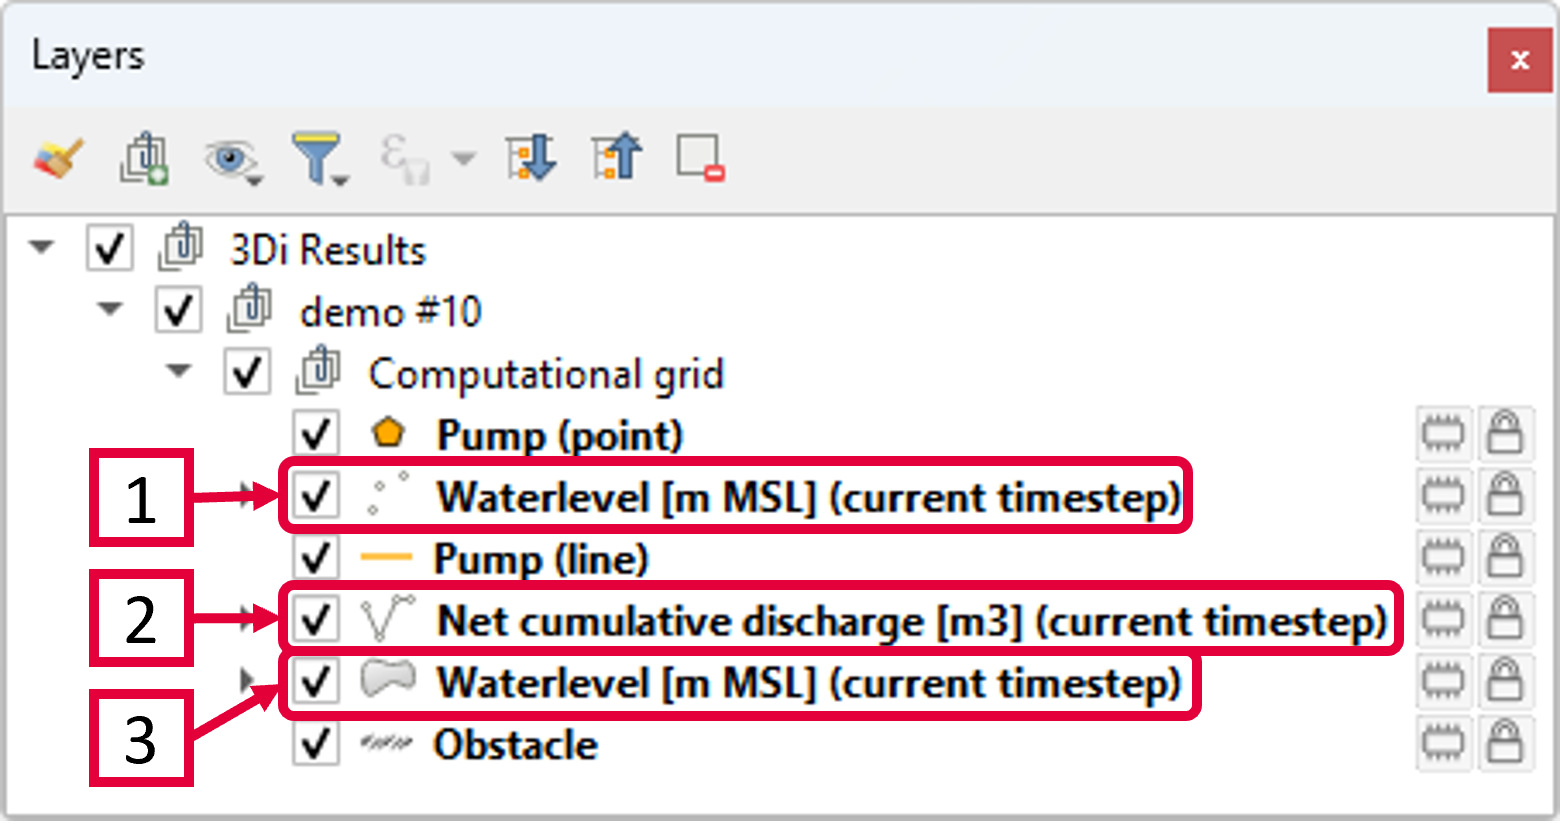 Layers
x
3Di Results
demo #10
Computational grid
Pump (point)
1
Waterlevel [m MSL] (current timestep)
Pump (line)
2
Net cumulative discharge [m3] (current timestep)
Waterlevel [m MSL] (current timestep)
3
Obstacle